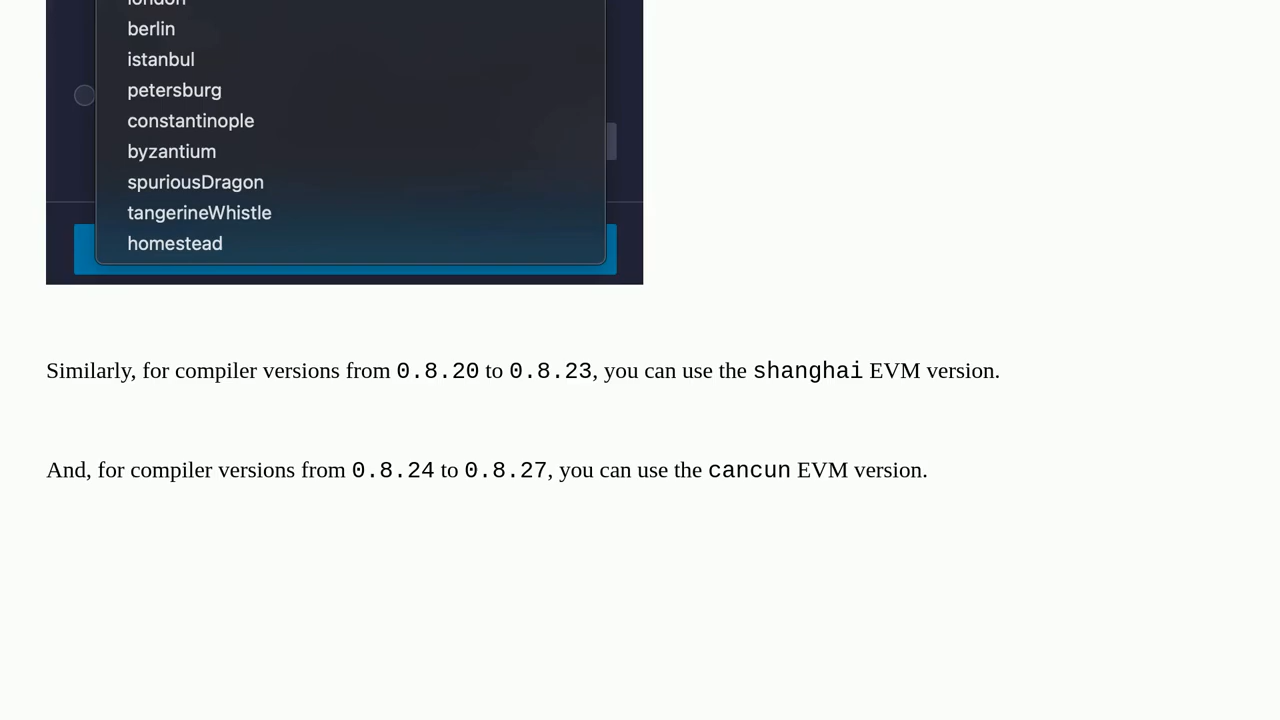 london
berlin
istanbul
petersburg
constantinople
byzantium
spuriousDragon
tangerineWhistle
homestead
Similarly, for compiler versions from 0.8.20 to 0.8.23, you can use the shanghai EVM version.
And, for compiler versions from 0.8.24 to 0.8.27, you can use the cancun EVM version.